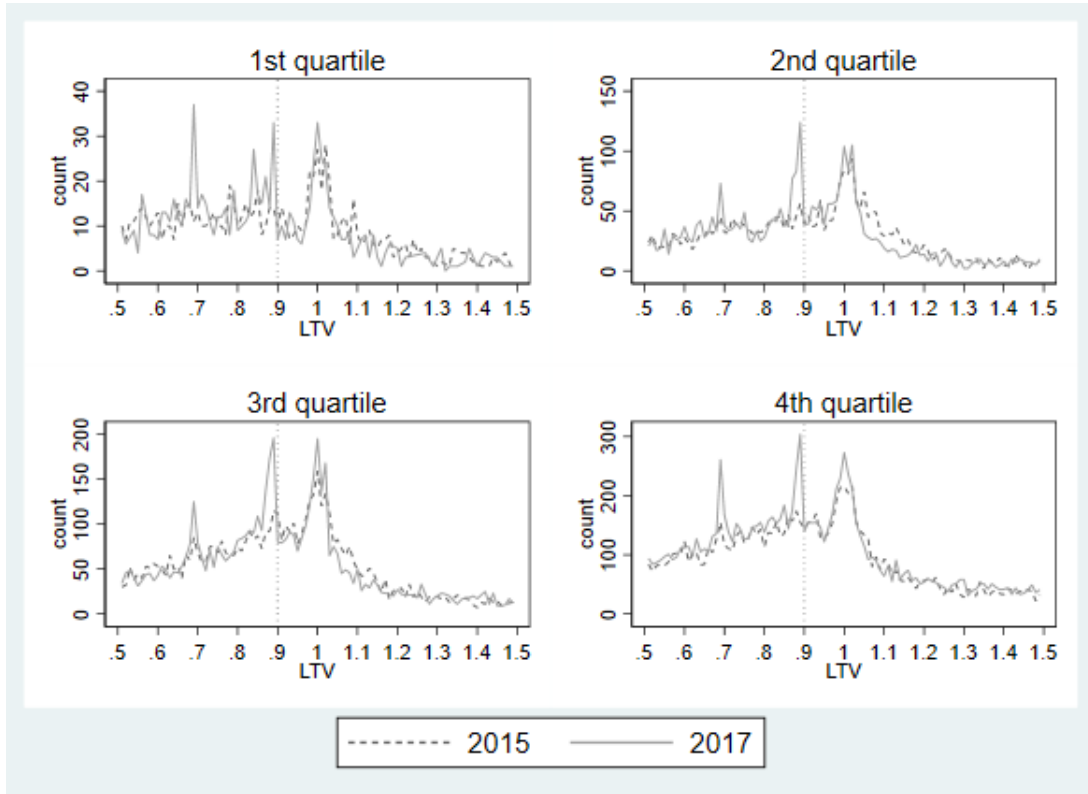 1st quartile
count
0 10 20 30 40
.5 .6 .7 .8 .9 1 1.1 1.2 1.3 1.4 1.5
LTV
2nd quartile
count
0 50 100 150
.5 .6 .7 .8 .9 1 1.1 1.2 1.3 1.4 1.5
LTV
3rd quartile
count
0 50 100 150 200
.5 .6 .7 .8 .9 1 1.1 1.2 1.3 1.4 1.5
LTV
4th quartile
count
0 100 200 300
.5 .6 .7 .8 .9 1 1.1 1.2 1.3 1.4 1.5
LTV
2015 2017